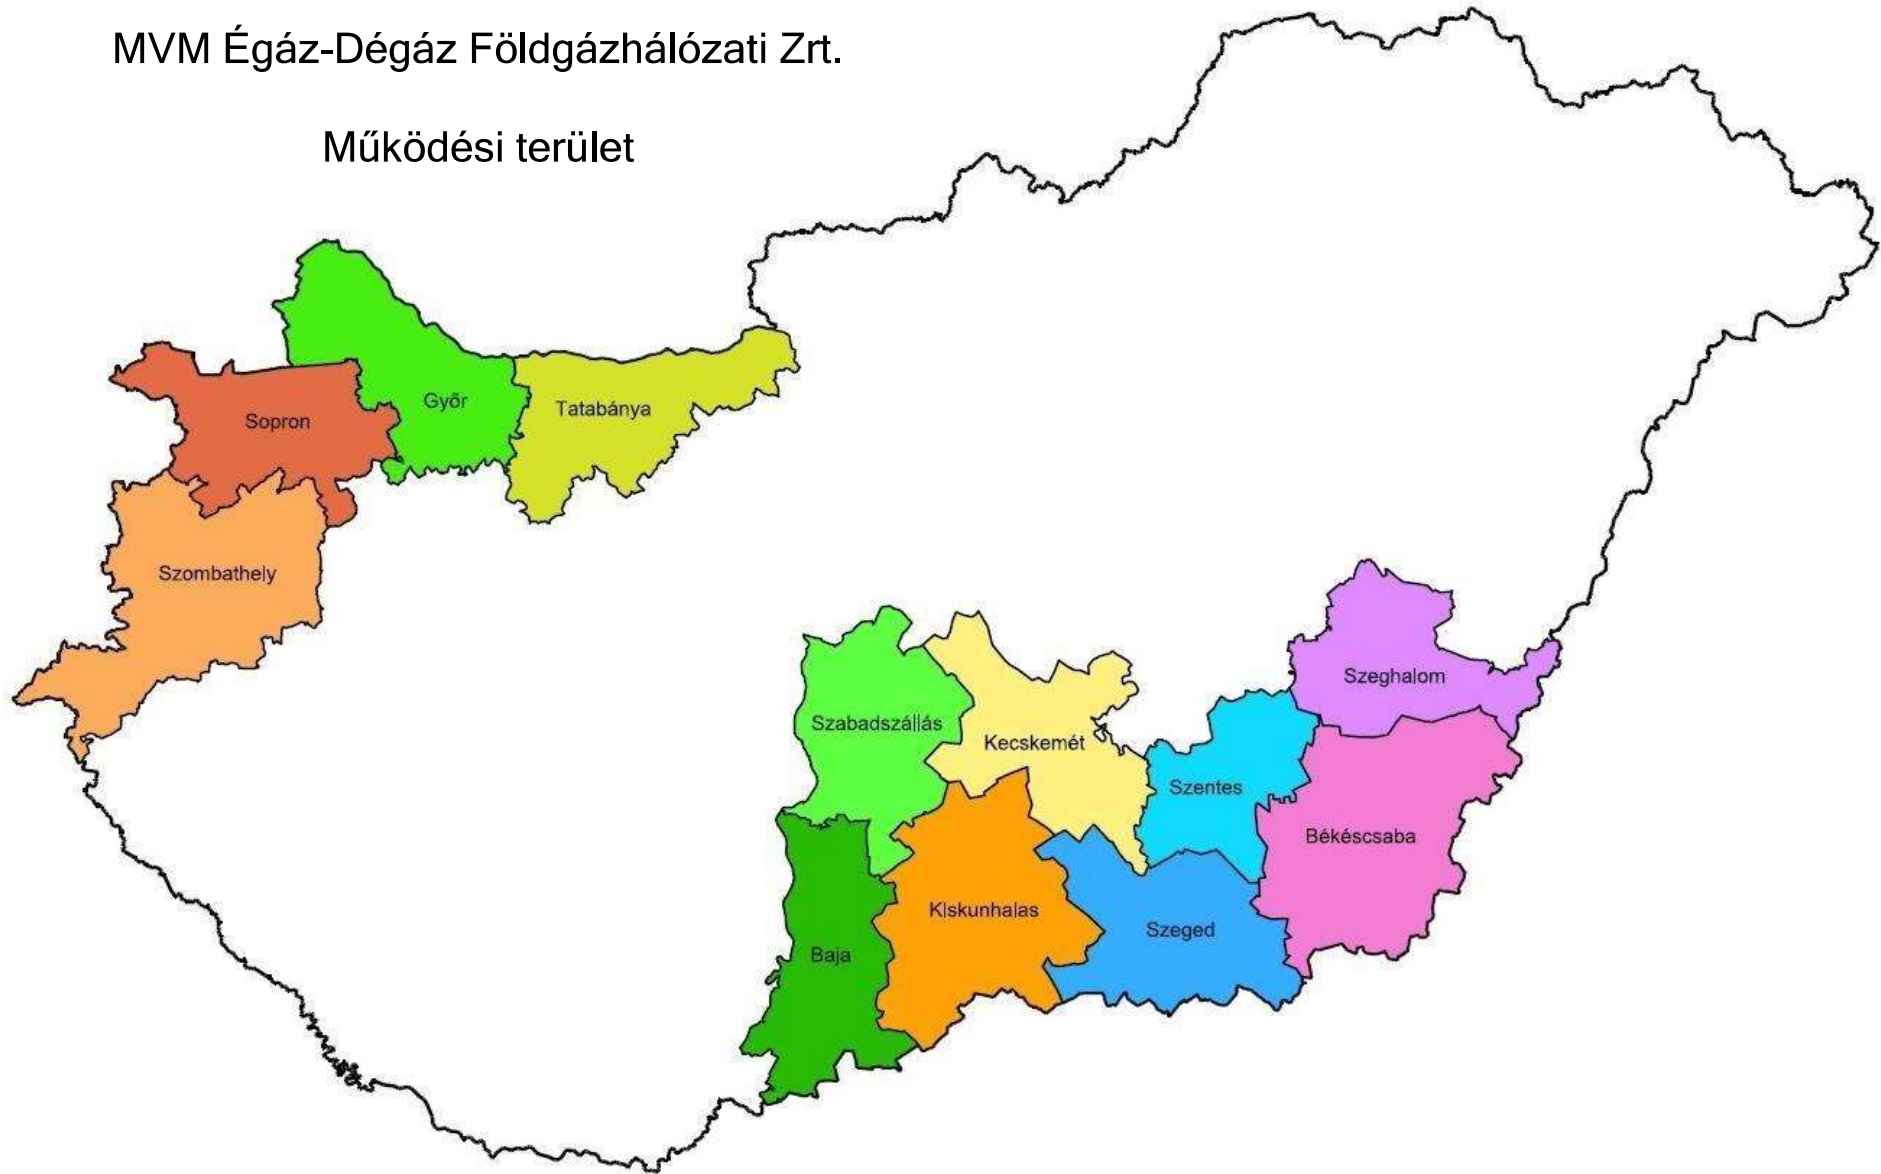 MVM Égáz-Dégáz Földgázhálózati Zrt.
Működési terület
Győr
Tatabánya
Sopron
Szombathely
Szeghalom
Szabadszállás
Kecskemét
Szentes
Békéscsaba
Kiskunhalas
Szeged
Baja